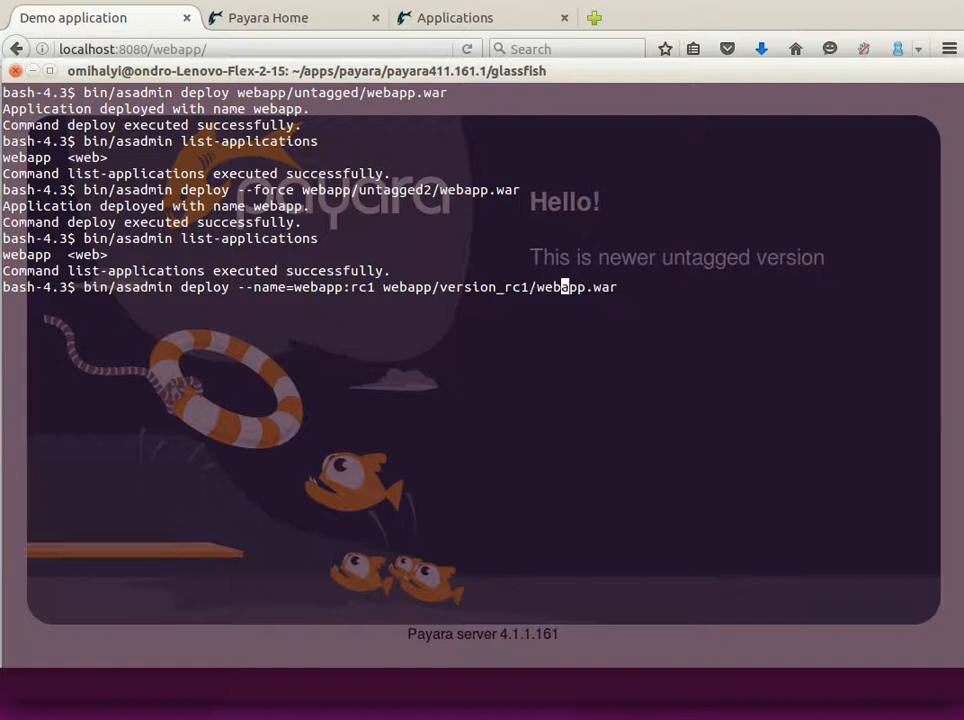 Demo application
Payara Home
Applications
localhost:8080/webapp/
Search
omihalyi@ondro-Lenovo-Flex-2-15: ~/apps/payara/payara411.161.1/glassfish
bash-4.3$ bin/asadmin deploy webapp/untagged/webapp.war
Application deployed with name webapp.
Command deploy executed successfully.
bash-4.3$ bin/asadmin list-applications
webapp  <web>
Command list-applications executed successfully.
bash-4.3$ bin/asadmin deploy --force webapp/untagged2/webapp.war
Application deployed with name webapp.
Command deploy executed successfully.
bash-4.3$ bin/asadmin list-applications
webapp  <web>
Command list-applications executed successfully.
bash-4.3$ bin/asadmin deploy --name=webapp:rc1 webapp/version_rc1/webapp.war
payara
Hello!
This is newer untagged version
Payara server 4.1.1.161